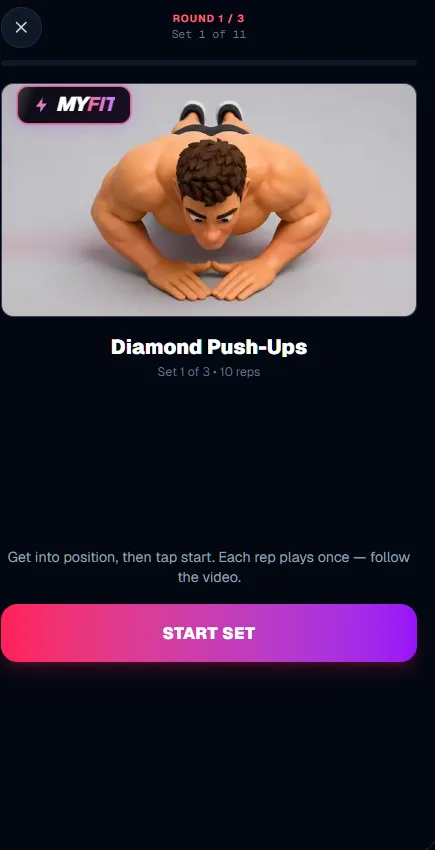 ROUND 1 / 3
Set 1 of 11
MYFIT
Diamond Push-Ups
Set 1 of 3 • 10 reps
Get into position, then tap start. Each rep plays once — follow
the video.
START SET